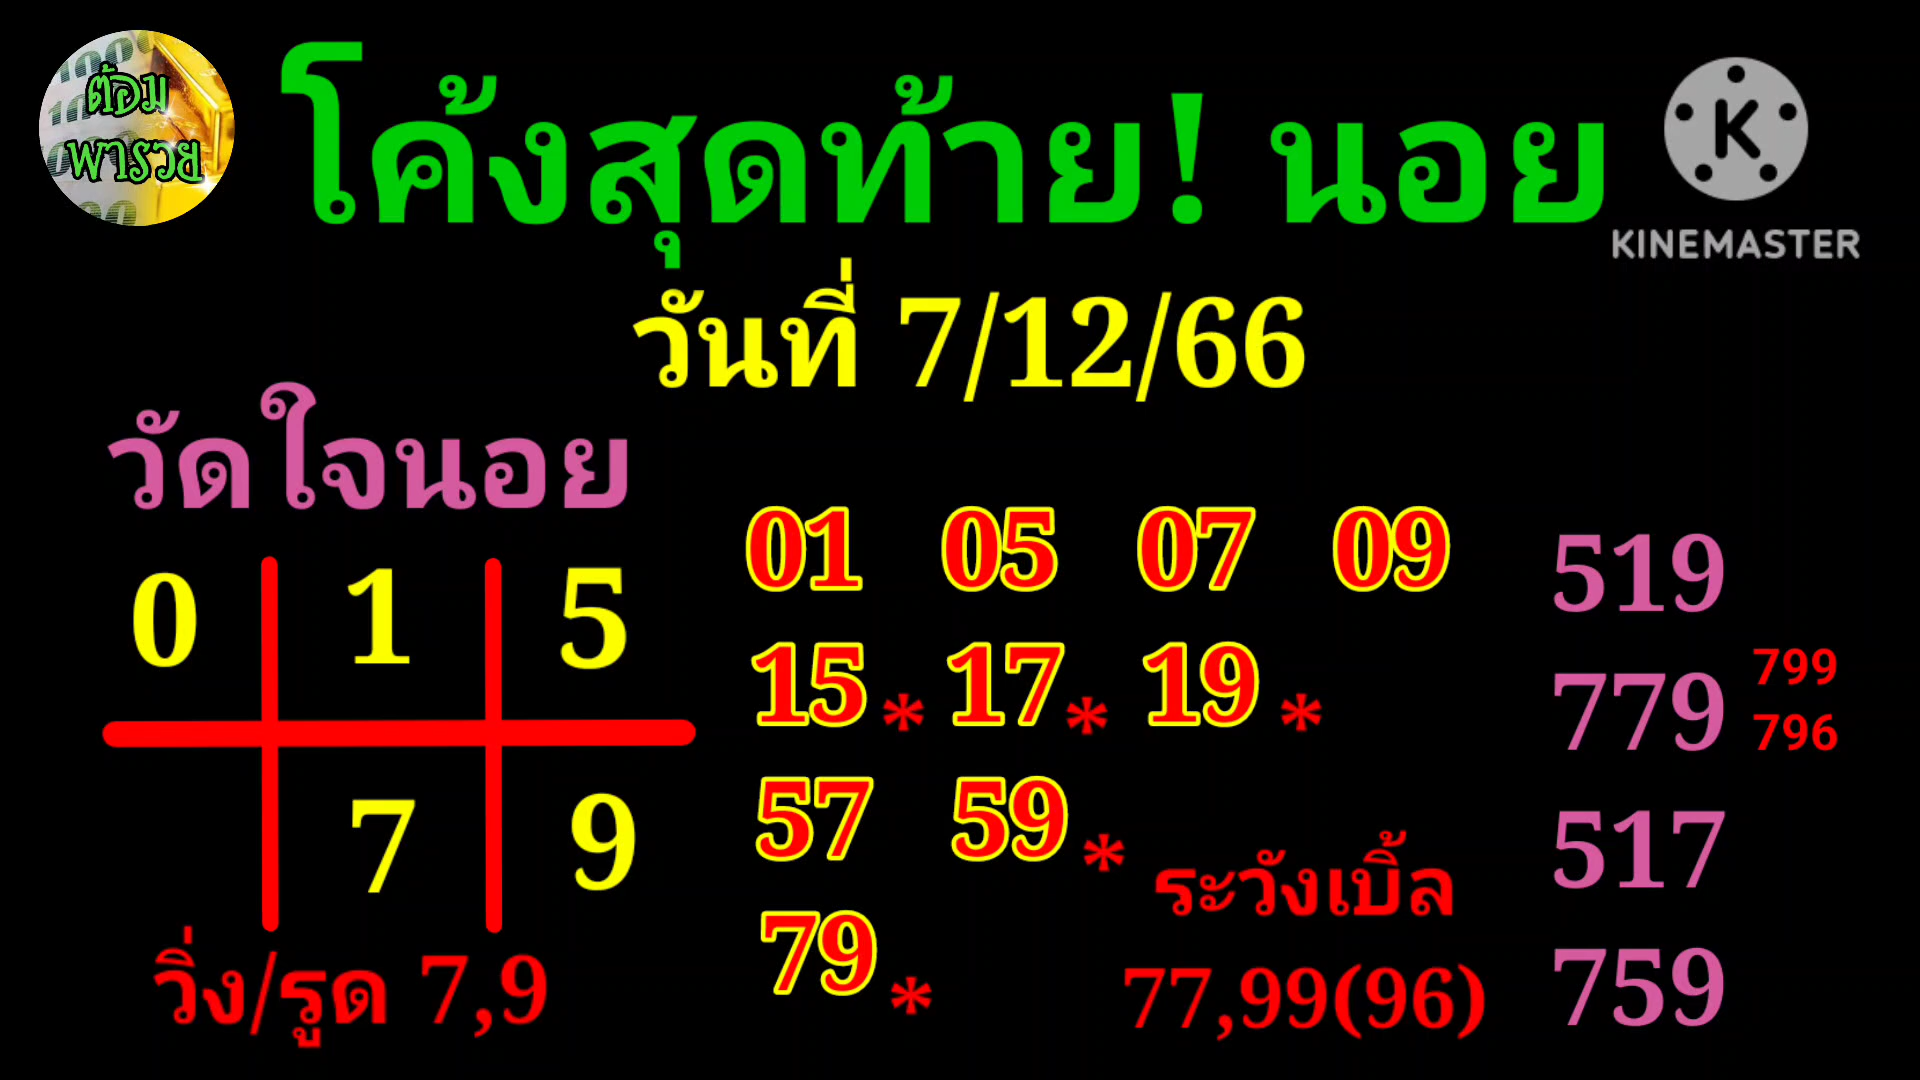 ต้อม
พารวย
โค้งสุดท้าย! นอย
KINEMASTER
วันที่ 7/12/66
วัดใจนอย
0 1 5
7 9
วิ่ง/รูด 7,9
01 05 07 09
15 * 17 * 19 *
57 59 *
79 *
ระวังเบิ้ล
77,99(96)
519
779
799
796
517
759